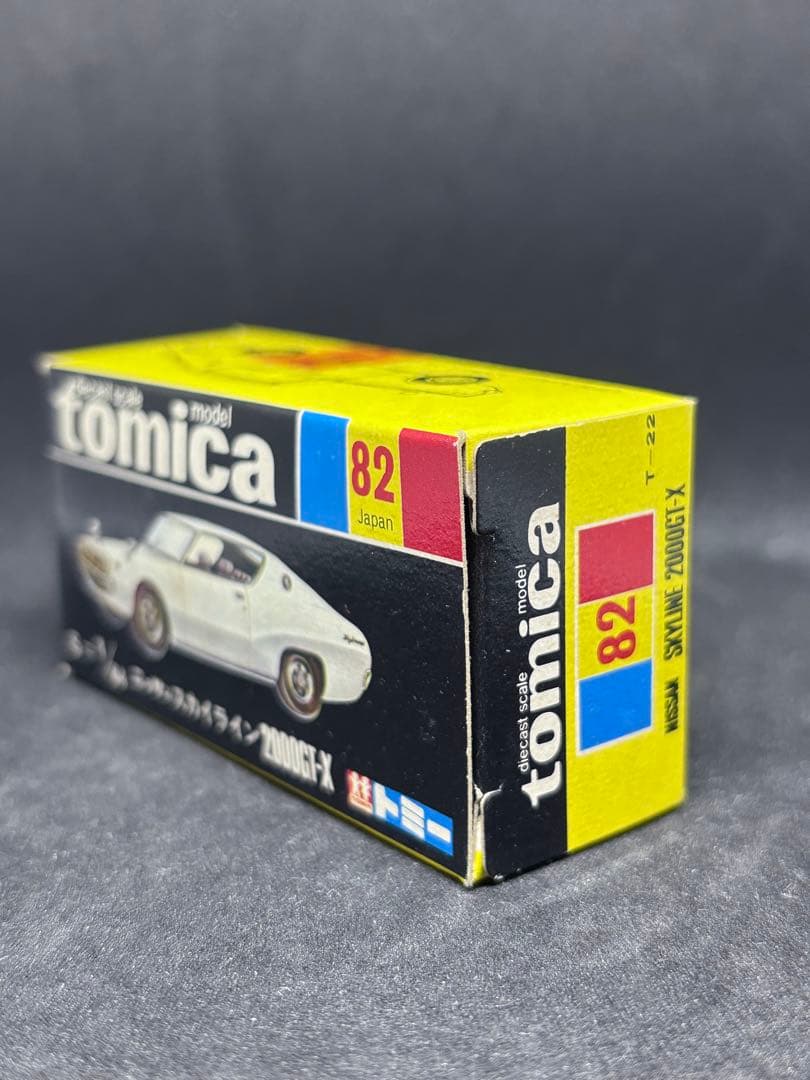 diecast scale model
tomica
82
Japan
Skyline
S=1/
ニッサンスカイライン2000GT-X
トミー
diecast scale model
tomica
82
T-22
NISSAN SKYLINE 2000GT-X